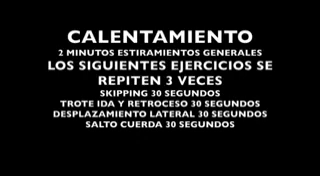 CALENTAMIENTO
2 MINUTOS ESTIRAMIENTOS GENERALES
LOS SIGUIENTES EJERCICIOS SE
REPITEN 3 VECES
SKIPPING 30 SEGUNDOS
TROTE IDA Y RETROCESO 30 SEGUNDOS
DESPLAZAMIENTO LATERAL 30 SEGUNDOS
SALTO CUERDA 30 SEGUNDOS